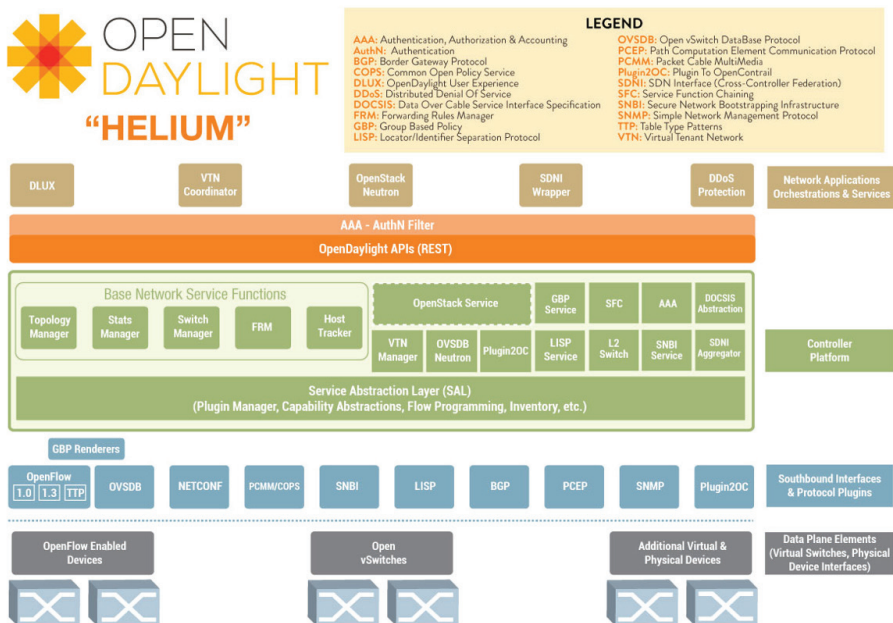 OPEN
DAYLIGHT
“HELIUM”
LEGEND
AAA: Authentication, Authorization & Accounting
AuthN: Authentication
BGP: Border Gateway Protocol
COPS: Common Open Policy Service
DLUX: OpenDaylight User Experience
DDoS: Distributed Denial Of Service
DOCSIS: Data Over Cable Service Interface Specification
FRM: Forwarding Rules Manager
GBP: Group Based Policy
LISP: Locator/Identifier Separation Protocol
OVSDB: Open vSwitch DataBase Protocol
PCEP: Path Computation Element Communication Protocol
PCMM: Packet Cable MultiMedia
Plugin2OC: Plugin To OpenContrail
SDNI: SDN Interface (Cross-Controller Federation)
SFC: Service Function Chaining
SNBI: Secure Network Bootstrapping Infrastructure
SNMP: Simple Network Management Protocol
TTP: Table Type Patterns
VTN: Virtual Tenant Network
DLUX
VTN
Coordinator
OpenStack
Neutron
SDNI
Wrapper
DDoS
Protection
Network Applications
Orchestrations & Services
AAA - AuthN Filter
OpenDaylight APIs (REST)
Base Network Service Functions
Topology
Manager
Stats
Manager
Switch
Manager
FRM
Host
Tracker
OpenStack Service
GBP
Service
SFC
AAA
DOCSIS
Abstraction
VTN
Manager
OVSDB
Neutron
Plugin2OC
LISP
Service
L2
Switch
SNBI
Service
SDNI
Aggregator
Controller
Platform
Service Abstraction Layer (SAL)
(Plugin Manager, Capability Abstractions, Flow Programming, Inventory, etc.)
GBP Renderers
OpenFlow
1.0 1.3 TTP
OVSDB
NETCONF
PCMM/COPS
SNBI
LISP
BGP
PCEP
SNMP
Plugin2OC
Southbound Interfaces
& Protocol Plugins
OpenFlow Enabled
Devices
Open
vSwitches
Additional Virtual &
Physical Devices
Data Plane Elements
(Virtual Switches, Physical
Device Interfaces)